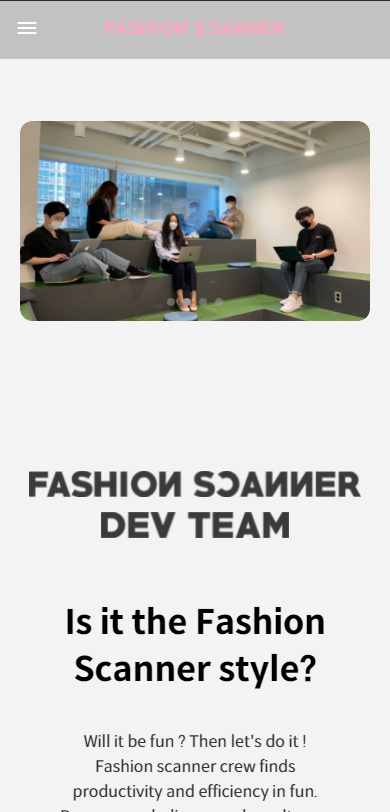 FASHION SCANNER
FASHION SCANNER
DEV TEAM
Is it the Fashion
Scanner style?
Will it be fun ? Then let's do it !
Fashion scanner crew finds
productivity and efficiency in fun.